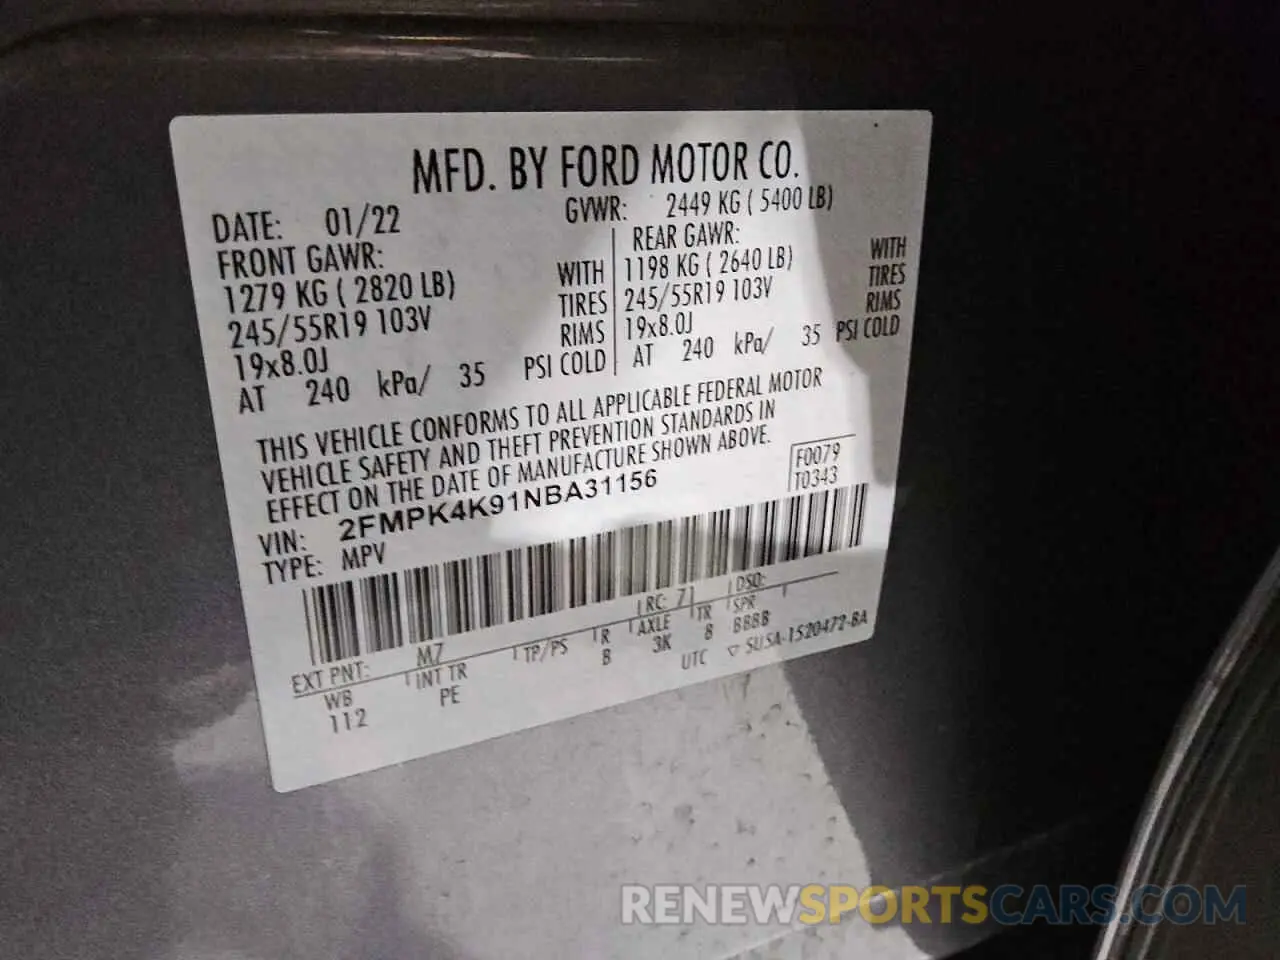 MFD. BY FORD MOTOR CO.
DATE: 01/22 GVWR: 2449 KG ( 5400 LB)
FRONT GAWR: REAR GAWR:
1279 KG ( 2820 LB) WITH 1198 KG ( 2640 LB) WITH
245/55R19 103V TIRES 245/55R19 103V TIRES
19x8.0J RIMS 19x8.0J RIMS
AT 240 kPa/ 35 PSI COLD AT 240 kPa/ 35 PSI COLD
THIS VEHICLE CONFORMS TO ALL APPLICABLE FEDERAL MOTOR
VEHICLE SAFETY AND THEFT PREVENTION STANDARDS IN
EFFECT ON THE DATE OF MANUFACTURE SHOWN ABOVE.
F0079
T0343
VIN: 2FMPK4K91NBA31156
TYPE: MPV
EXT PNT: M7 RC: 71 DSO:
WB INT TR TP/PS R AXLE TR SPR
112 PE B 3K 8 BBBB
UTC ▽ SU5A-1520472-BA
RENEWSPORTSCARS.COM